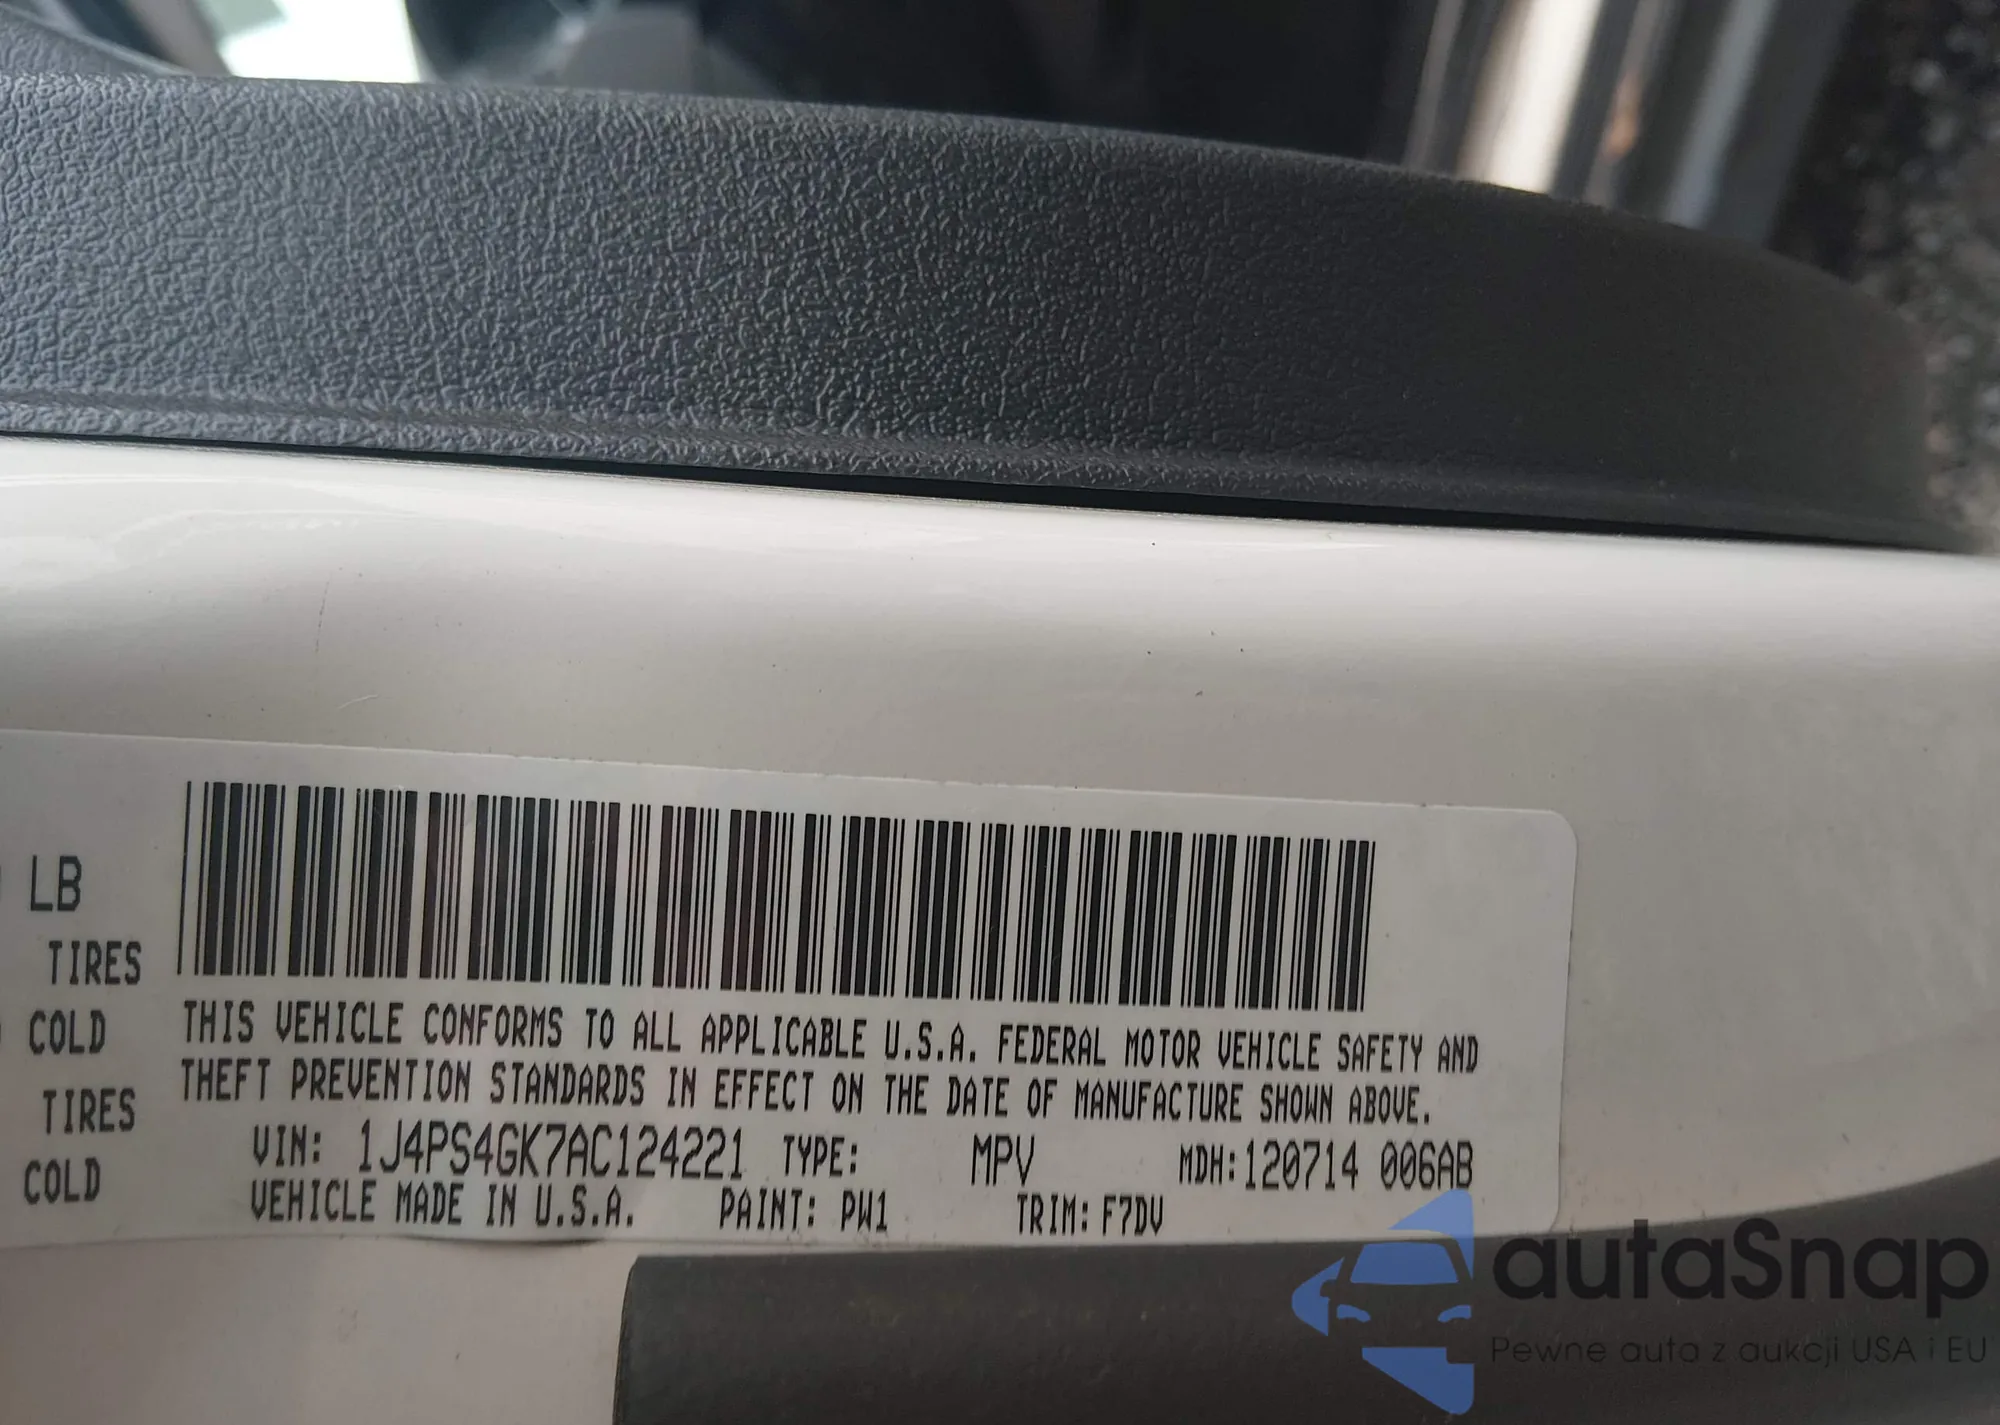 LB
TIRES
COLD
TIRES
COLD
THIS VEHICLE CONFORMS TO ALL APPLICABLE U.S.A. FEDERAL MOTOR VEHICLE SAFETY AND
THEFT PREVENTION STANDARDS IN EFFECT ON THE DATE OF MANUFACTURE SHOWN ABOVE.
VIN: 1J4PS4GK7AC124221 TYPE: MPV MDH: 120714 006AB
VEHICLE MADE IN U.S.A. PAINT: PW1 TRIM: F7DV
autaSnap
Pewne auto z aukcji USA i EU